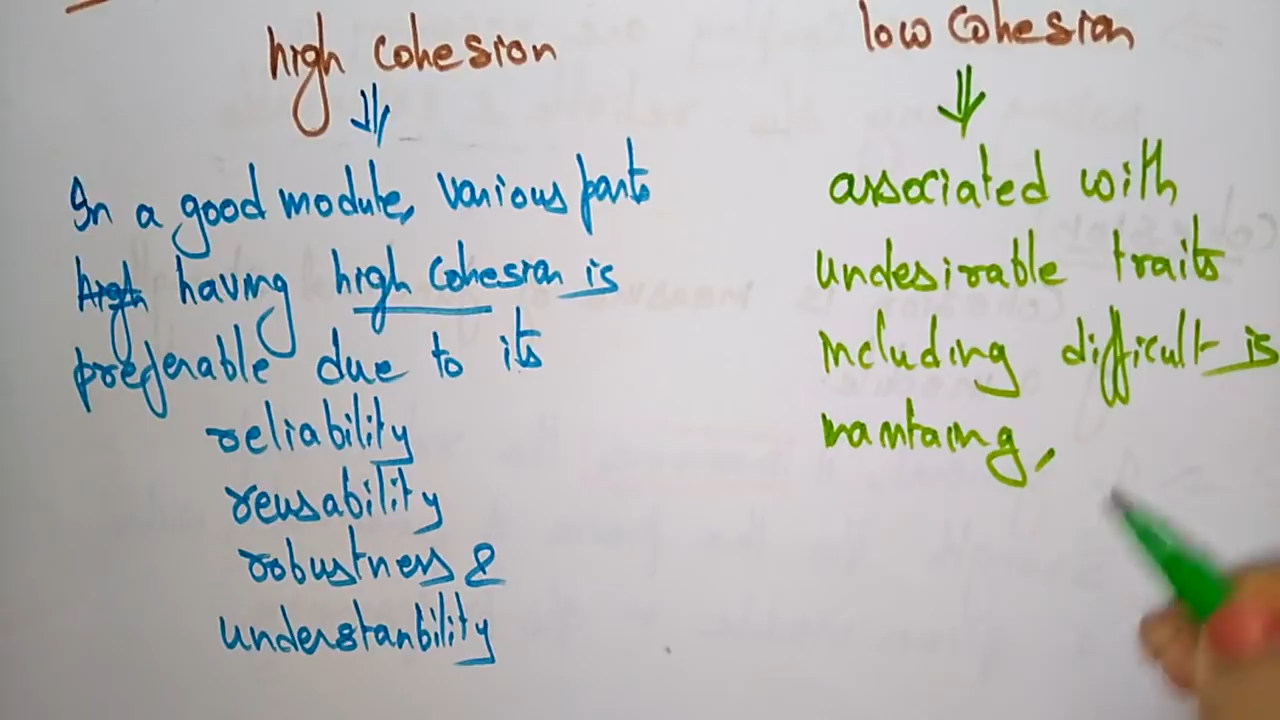 high cohesion
In a good module, various parts
High having high Cohesion is
preferable due to its
reliability
reusability
robustness &
understanbility
low Cohesion
associated with
undesirable traits
including difficult is
mantaing,